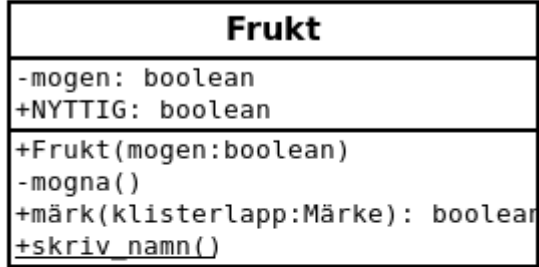 Frukt
-mogen: boolean
+NYTTIG: boolean
+Frukt(mogen:boolean)
-mogna()
+märk(klisterlapp:Märke): boolean
+skriv_namn()